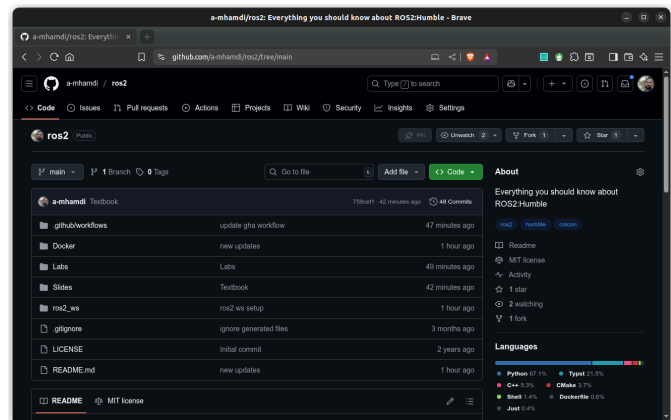 a-mhamdi/ros2: Everything you should know about ROS2:Humble - Brave
a-mhamdi/ros2: Everythi
github.com/a-mhamdi/ros2/tree/main
a-mhamdi / ros2
Type / to search
Code Issues Pull requests Actions Projects Wiki Security Insights Settings
ros2 Public
Pin Unwatch 2 Fork 1 Star 1
main 1 Branch 0 Tags Go to file t Add file Code
a-mhamdi Textbook 759cef1 · 42 minutes ago 48 Commits
.github/workflows update gha workflow 47 minutes ago
Docker new updates 1 hour ago
Labs Labs 49 minutes ago
Slides Textbook 42 minutes ago
ros2_ws ros2 ws setup 1 hour ago
.gitignore ignore generated files 3 months ago
LICENSE Initial commit 2 years ago
README.md new updates 1 hour ago
README MIT license
About
Everything you should know about
ROS2:Humble
ros2 humble colcon
Readme
MIT license
Activity
1 star
2 watching
1 fork
Languages
Python 67.1% Typst 21.5%
C++ 5.3% CMake 3.7%
Shell 1.4% Dockerfile 0.6%
Just 0.4%